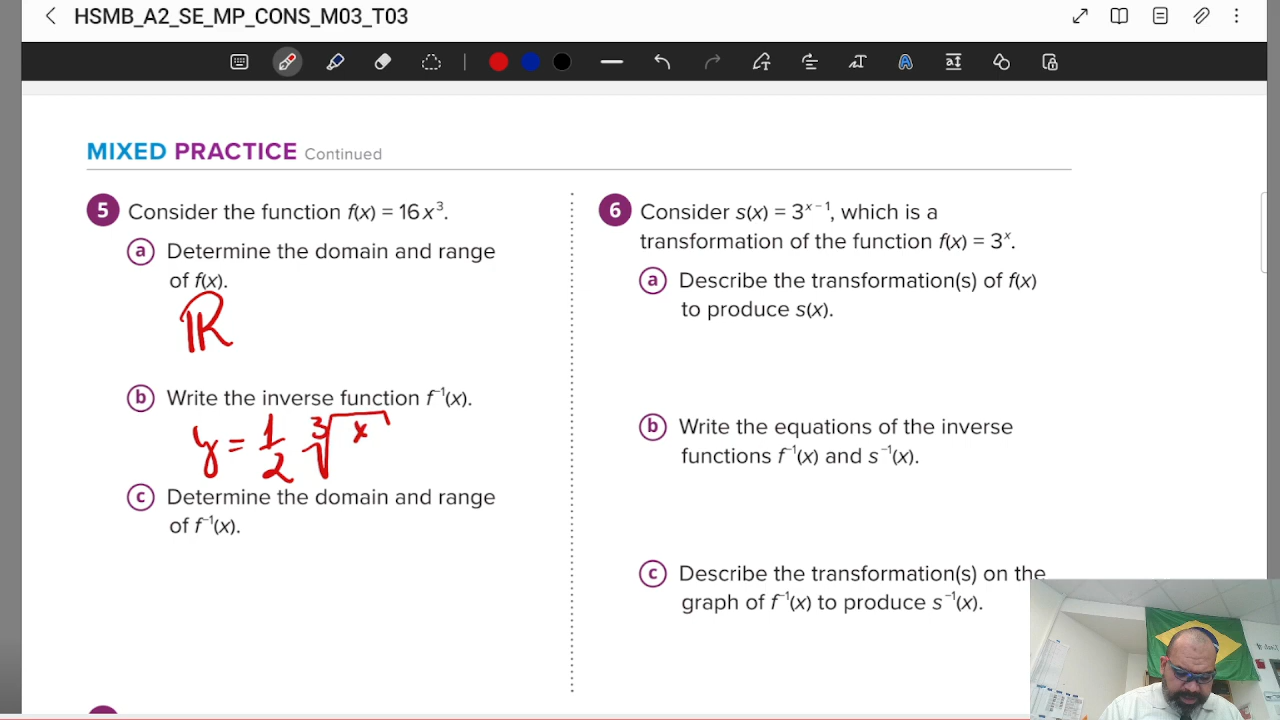 HSMB_A2_SE_MP_CONS_M03_T03
MIXED PRACTICE Continued
5 Consider the function f(x) = 16x³.
a Determine the domain and range
of f(x).
ℝ
b Write the inverse function f⁻¹(x).
y = 1/2 ∛x
c Determine the domain and range
of f⁻¹(x).
6 Consider s(x) = 3ˣ⁻¹, which is a
transformation of the function f(x) = 3ˣ.
a Describe the transformation(s) of f(x)
to produce s(x).
b Write the equations of the inverse
functions f⁻¹(x) and s⁻¹(x).
c Describe the transformation(s) on the
graph of f⁻¹(x) to produce s⁻¹(x).